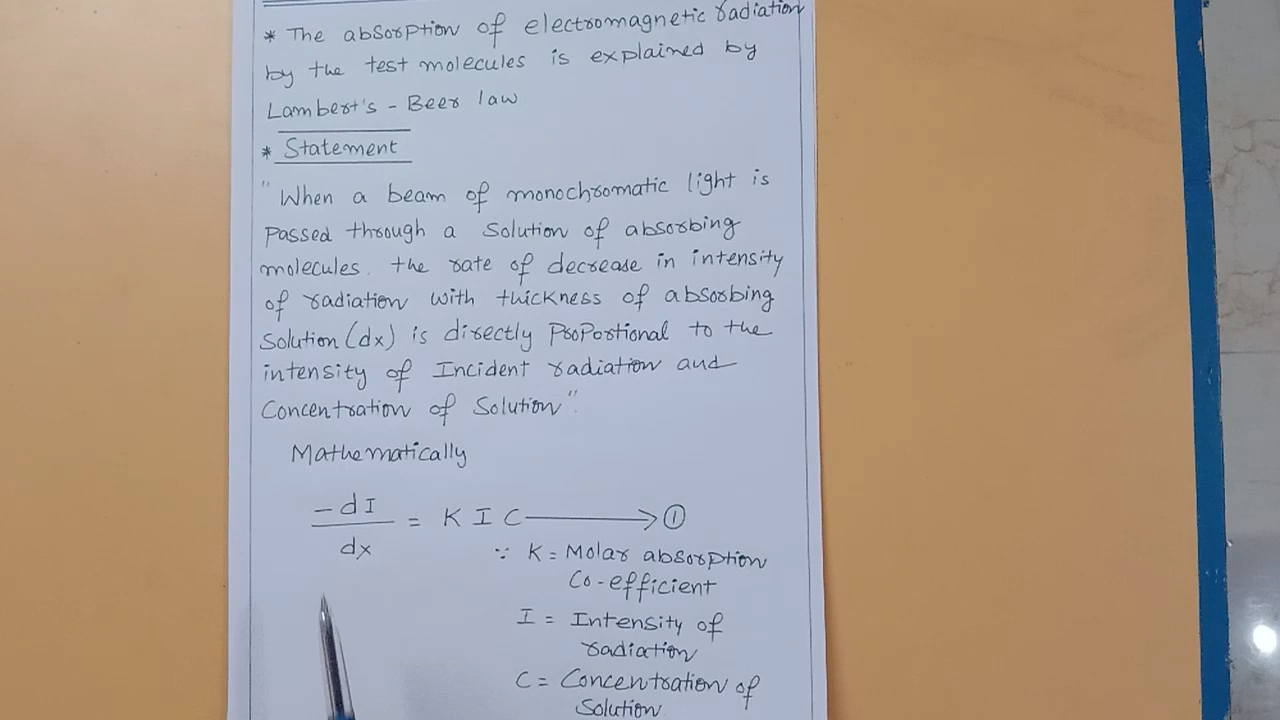 * The absorption of electromagnetic radiation
by the test molecules is explained by
Lambert's - Beer law
* Statement
"When a beam of monochromatic light is
Passed through a solution of absorbing
molecules. the rate of decrease in intensity
of radiation with thickness of absorbing
Solution (dx) is directly proportional to the
intensity of Incident radiation and
Concentration of Solution".
Mathematically
-dI/dx = K I C ⟶ ①
∵ K = Molar absorption
Co-efficient
I = Intensity of
radiation
C = Concentration of
Solution